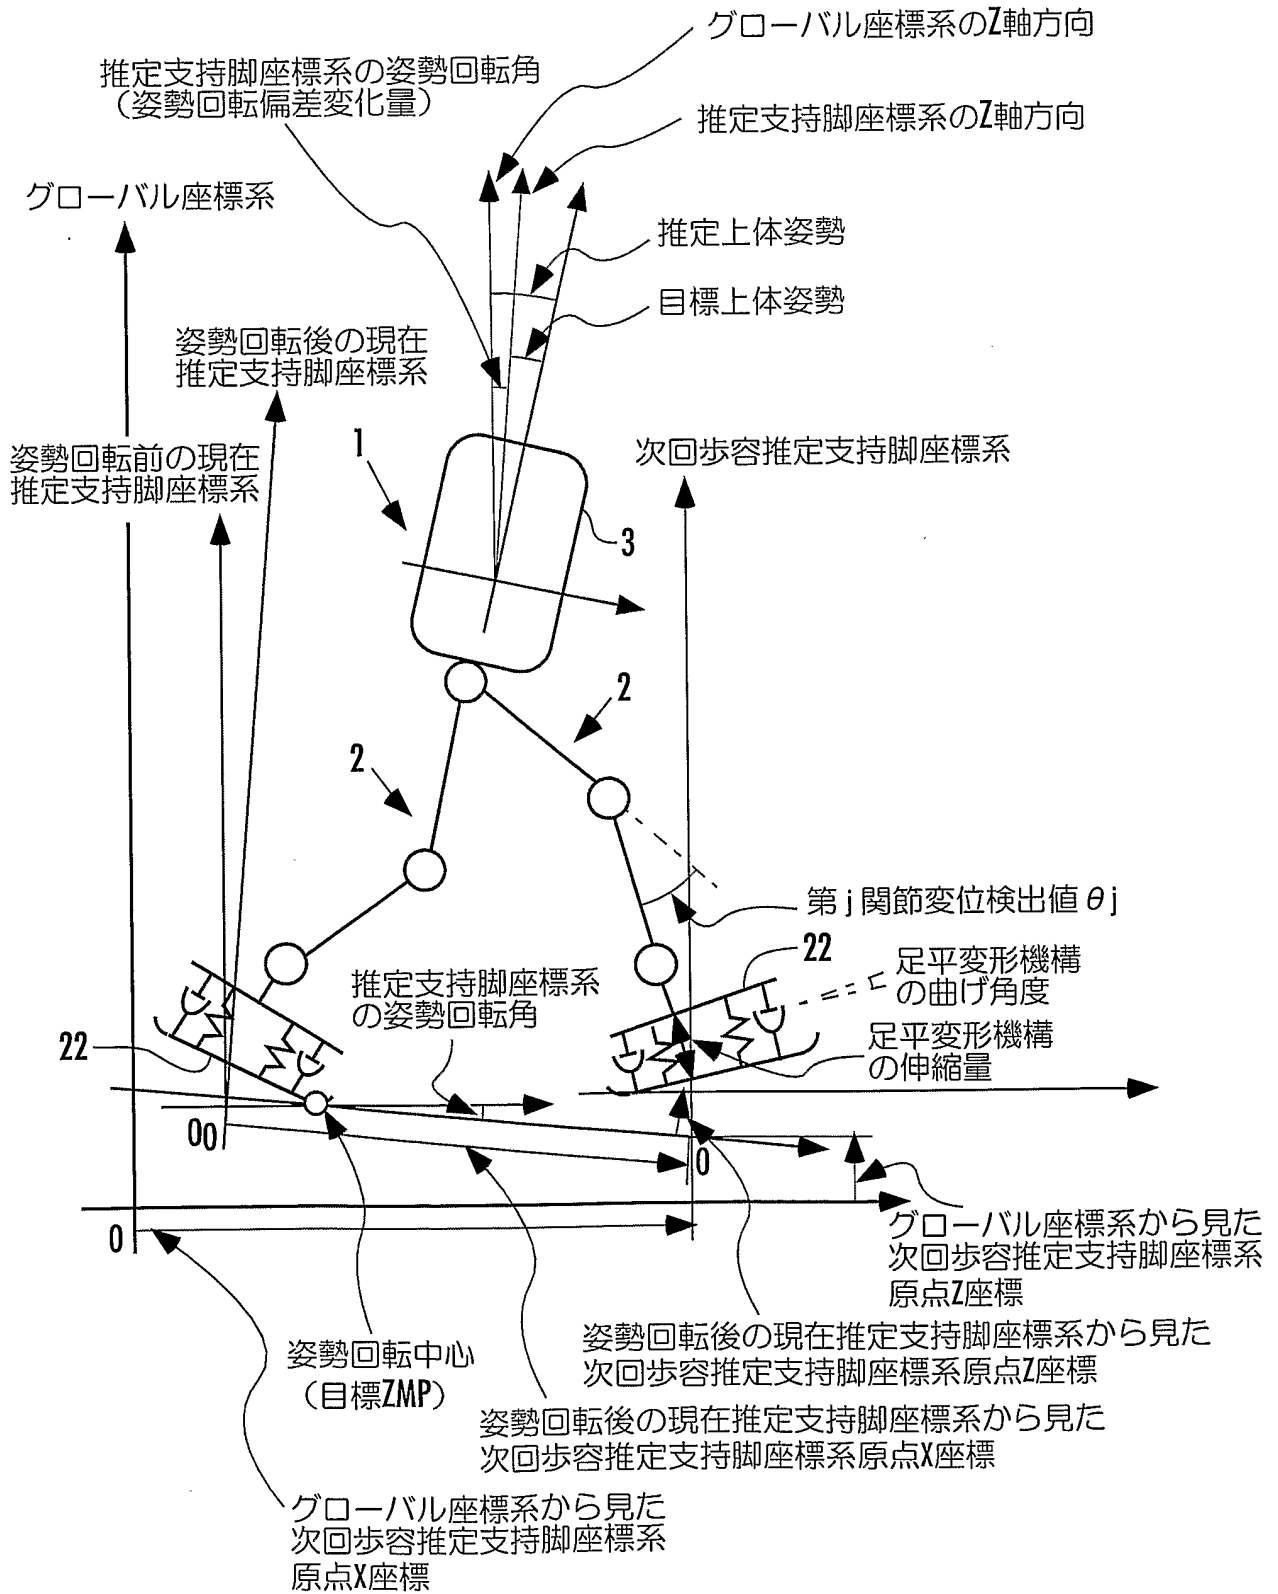 グローバル座標系のZ軸方向
推定支持脚座標系の姿勢回転角
（姿勢回転偏差変化量）
推定支持脚座標系のZ軸方向
グローバル座標系
推定上体姿勢
目標上体姿勢
姿勢回転後の現在
推定支持脚座標系
1
姿勢回転前の現在
推定支持脚座標系
次回歩容推定支持脚座標系
3
2
2
第j関節変位検出値θj
22
足平変形機構
の曲げ角度
推定支持脚座標系
の姿勢回転角
22
足平変形機構
の伸縮量
00
0
0
グローバル座標系から見た
次回歩容推定支持脚座標系
原点Z座標
姿勢回転中心
（目標ZMP）
姿勢回転後の現在推定支持脚座標系から見た
次回歩容推定支持脚座標系原点Z座標
姿勢回転後の現在推定支持脚座標系から見た
次回歩容推定支持脚座標系原点X座標
グローバル座標系から見た
次回歩容推定支持脚座標系
原点X座標